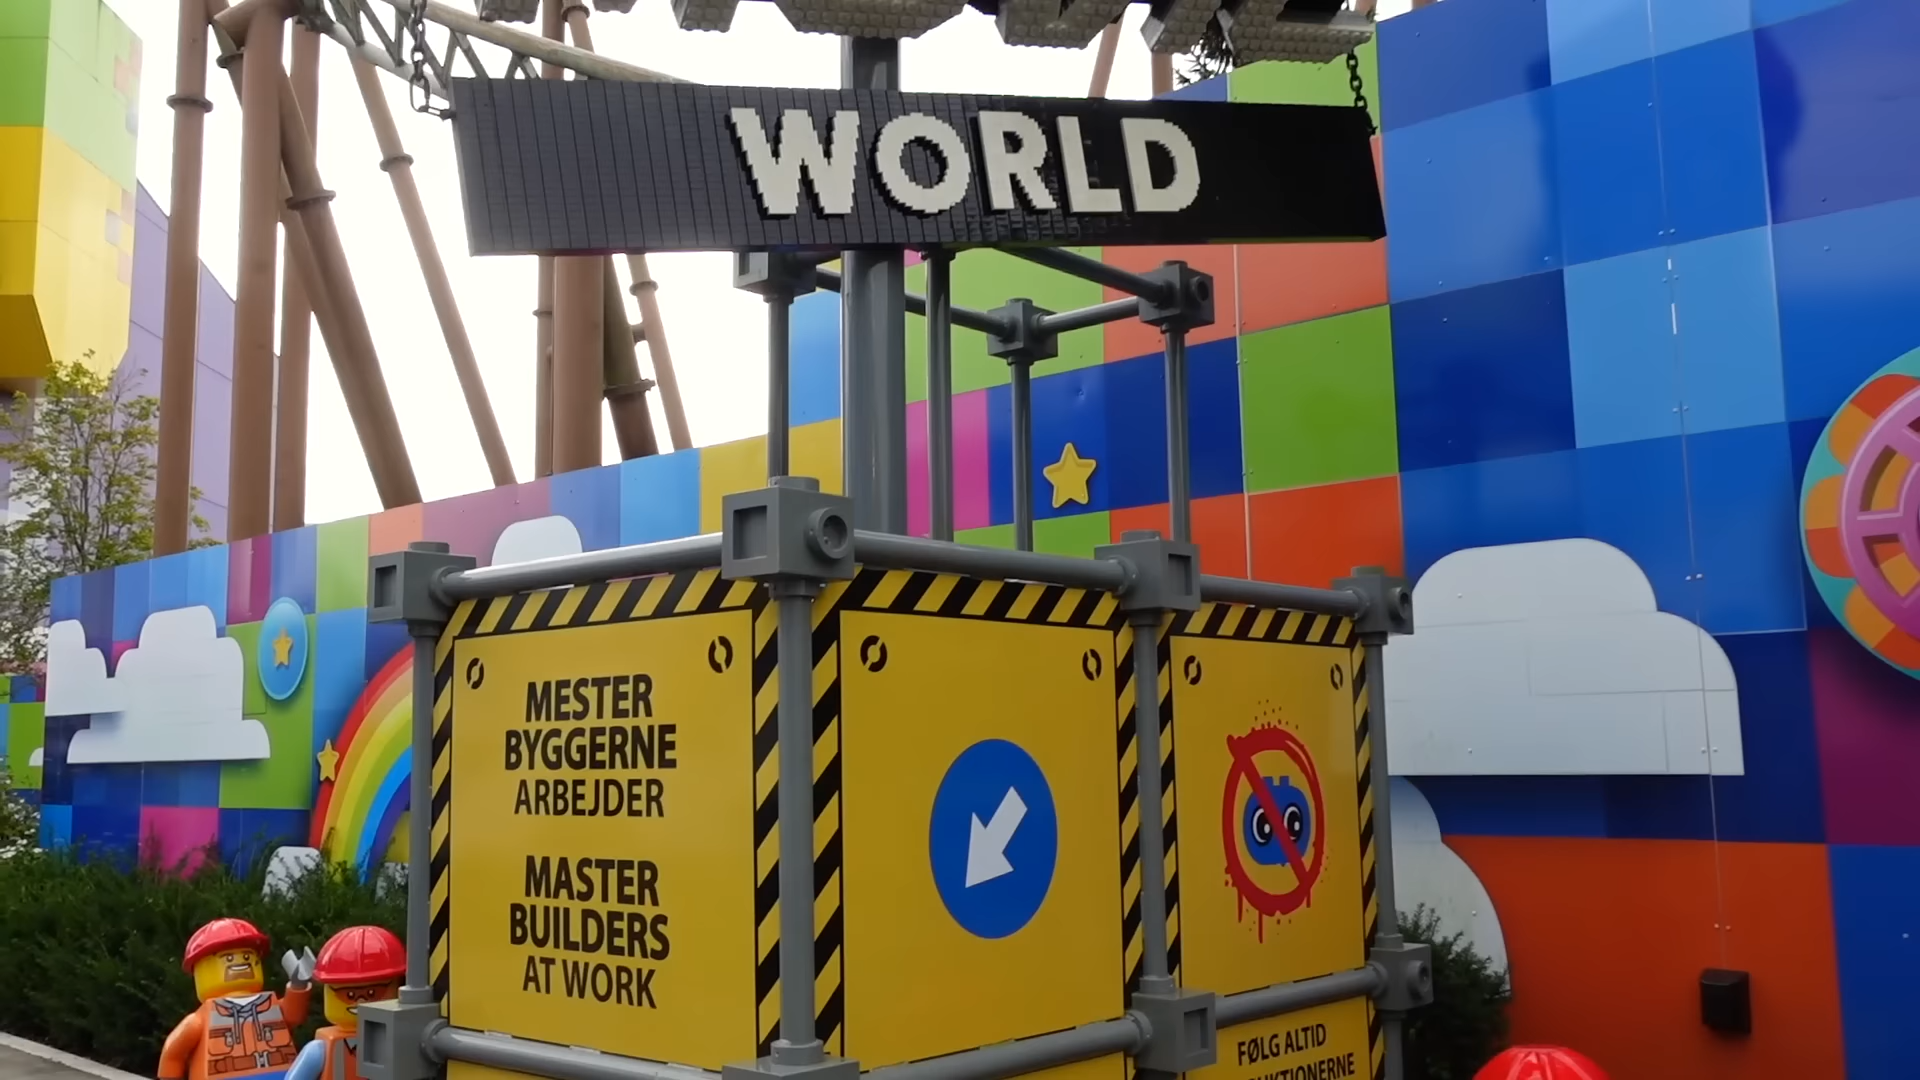 WORLD
MESTER
BYGGERNE
ARBEJDER
MASTER
BUILDERS
AT WORK
FØLG ALTID